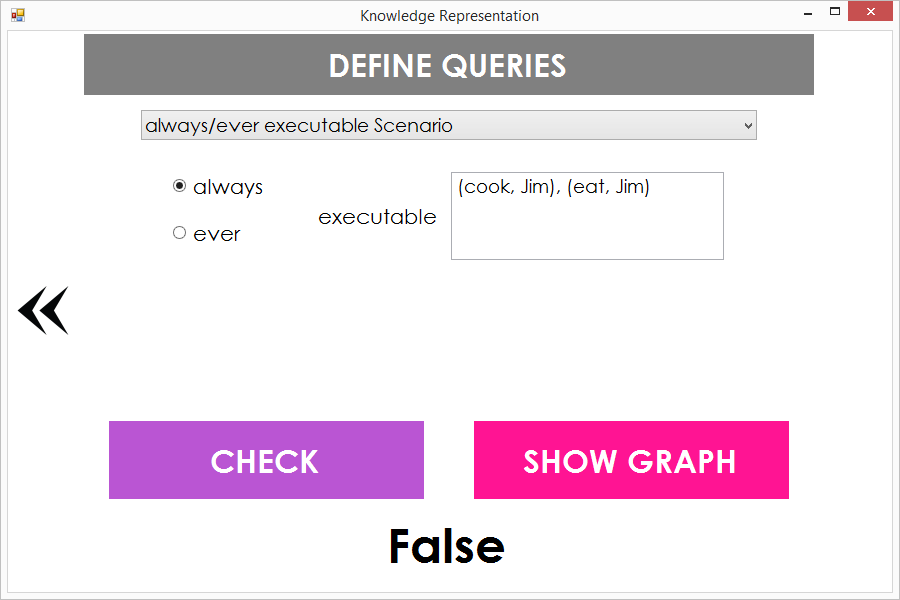 Knowledge Representation
DEFINE QUERIES
always/ever executable Scenario
always
ever
executable
(cook, Jim), (eat, Jim)
CHECK
SHOW GRAPH
False